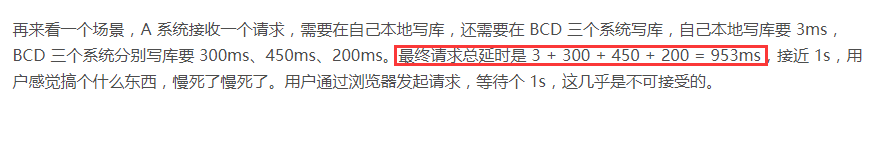 再来看一个场景，A 系统接收一个请求，需要在自己本地写库，还需要在 BCD 三个系统写库，自己本地写库要 3ms，
BCD 三个系统分别写库要 300ms、450ms、200ms。最终请求总延时是 3 + 300 + 450 + 200 = 953ms，接近 1s，用
户感觉搞个什么东西，慢死了慢死了。用户通过浏览器发起请求，等待个 1s，这几乎是不可接受的。